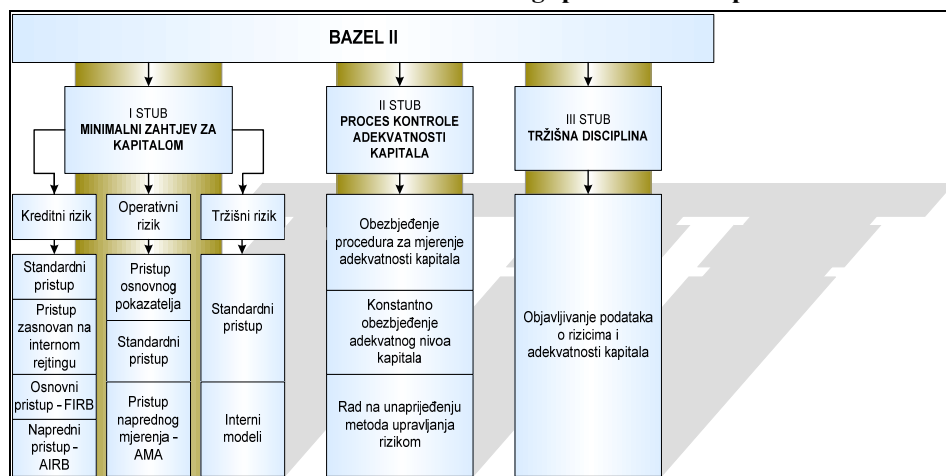 BAZEL II
I STUB
MINIMALNI ZAHTJEV ZA
KAPITALOM
Kreditni rizik
Operativni
rizik
Tržišni rizik
Standardni
pristup
Pristup
zasnovan na
internom
rejtingu
Osnovni
pristup - FIRB
Napredni
pristup -
AIRB
Pristup
osnovnog
pokazatelja
Standardni
pristup
Pristup
naprednog
mjerenja -
AMA
Standardni
pristup
Interni
modeli
II STUB
PROCES KONTROLE
ADEKVATNOSTI
KAPITALA
Obezbjeđenje
procedura za mjerenje
adekvatnosti kapitala
Konstantno
obezbjeđenje
adekvatnog nivoa
kapitala
Rad na unaprijeđenju
metoda upravljanja
rizikom
III STUB
TRŽIŠNA DISCIPLINA
Objavljivanje podataka
o rizicima i
adekvatnosti kapitala